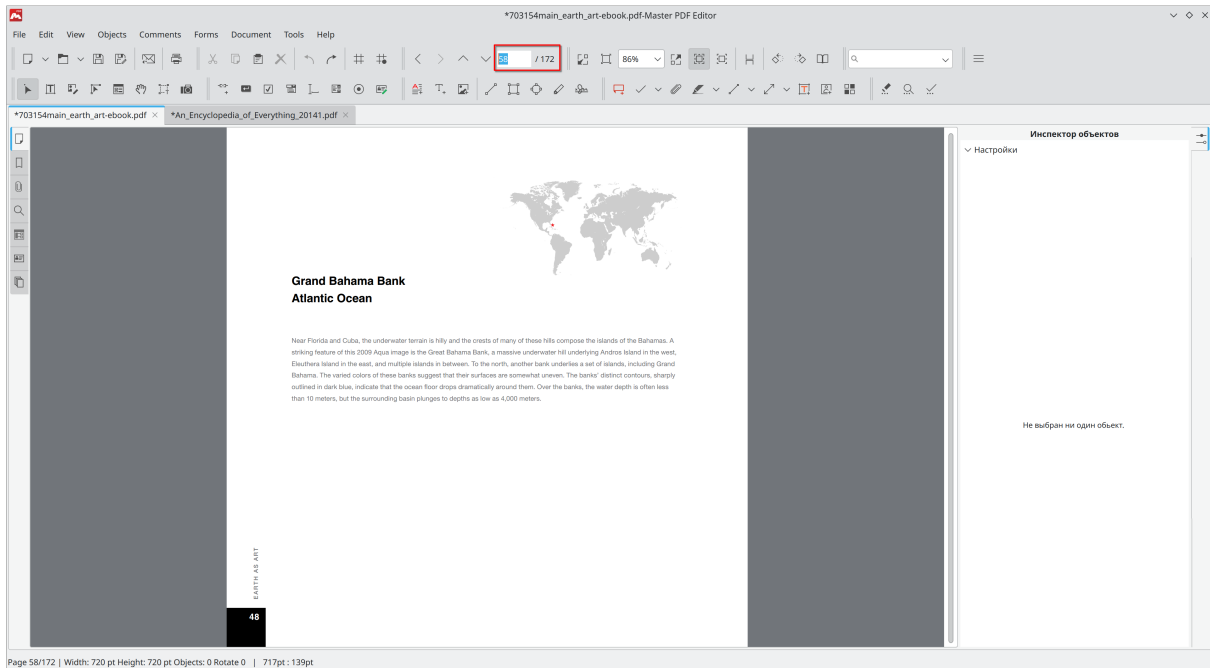 *703154main_earth_art-ebook.pdf-Master PDF Editor
File Edit View Objects Comments Forms Document Tools Help
58 / 172
86%
*703154main_earth_art-ebook.pdf
*An_Encyclopedia_of_Everything_20141.pdf
Grand Bahama Bank
Atlantic Ocean
Near Florida and Cuba, the underwater terrain is hilly and the crests of many of these hills compose the islands of the Bahamas. A
striking feature of this 2009 Aqua image is the Great Bahama Bank, a massive underwater hill underlying Andros Island in the west,
Eleuthera Island in the east, and multiple islands in between. To the north, another bank underlies a set of islands, including Grand
Bahama. The varied colors of these banks suggest that their surfaces are somewhat uneven. The banks' distinct contours, sharply
outlined in dark blue, indicate that the ocean floor drops dramatically around them. Over the banks, the water depth is often less
than 10 meters, but the surrounding basin plunges to depths as low as 4,000 meters.
EARTH AS ART
48
Инспектор объектов
Настройки
Не выбран ни один обьект.
Page 58/172 | Width: 720 pt Height: 720 pt Objects: 0 Rotate 0 | 717pt : 139pt